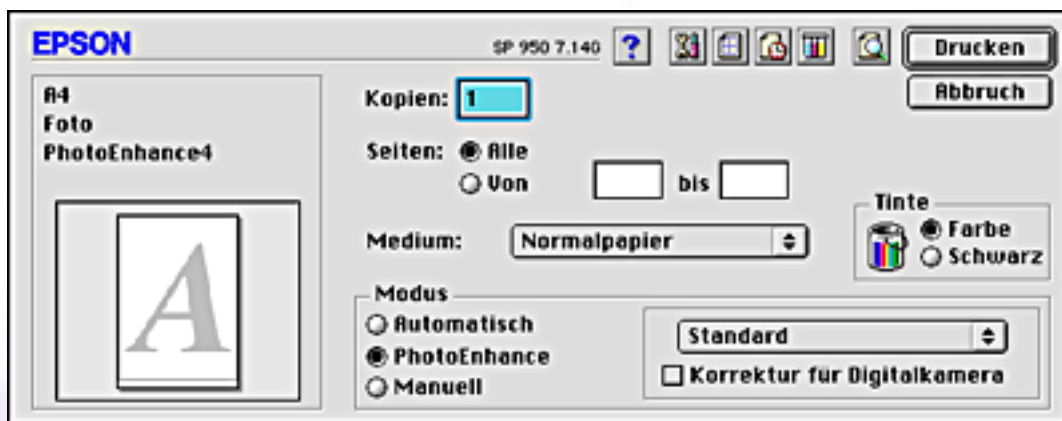 EPSON
SP 950 7.140
?
Drucken
Abbruch
A4
Foto
PhotoEnhance4
A
Kopien: 1
Seiten: Alle
Von bis
Medium: Normalpapier
Tinte
Farbe
Schwarz
Modus
Automatisch
PhotoEnhance
Manuell
Standard
Korrektur für Digitalkamera